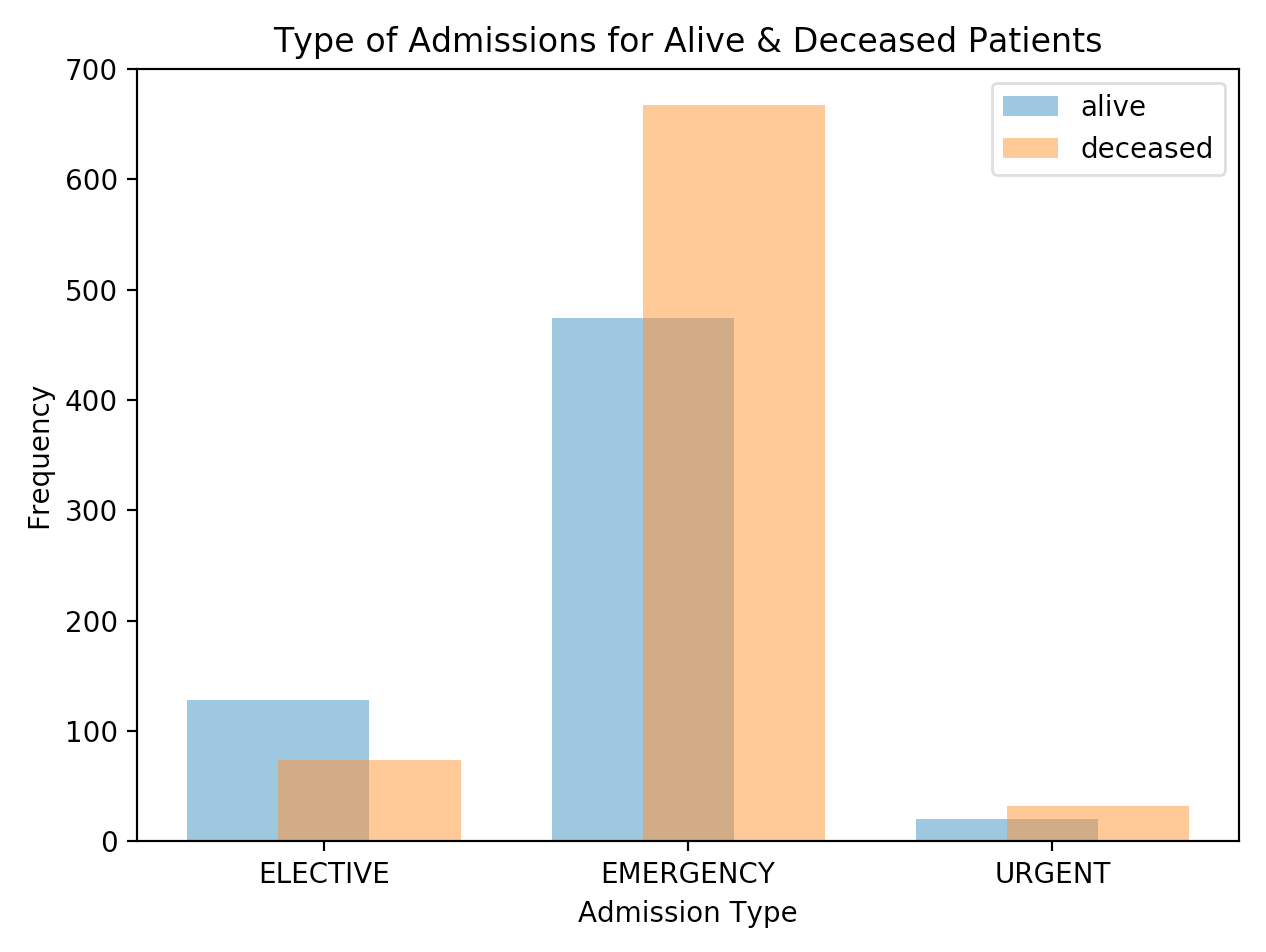 Type of Admissions for Alive & Deceased Patients
alive
deceased
Frequency
700
600
500
400
300
200
100
0
ELECTIVE
EMERGENCY
URGENT
Admission Type